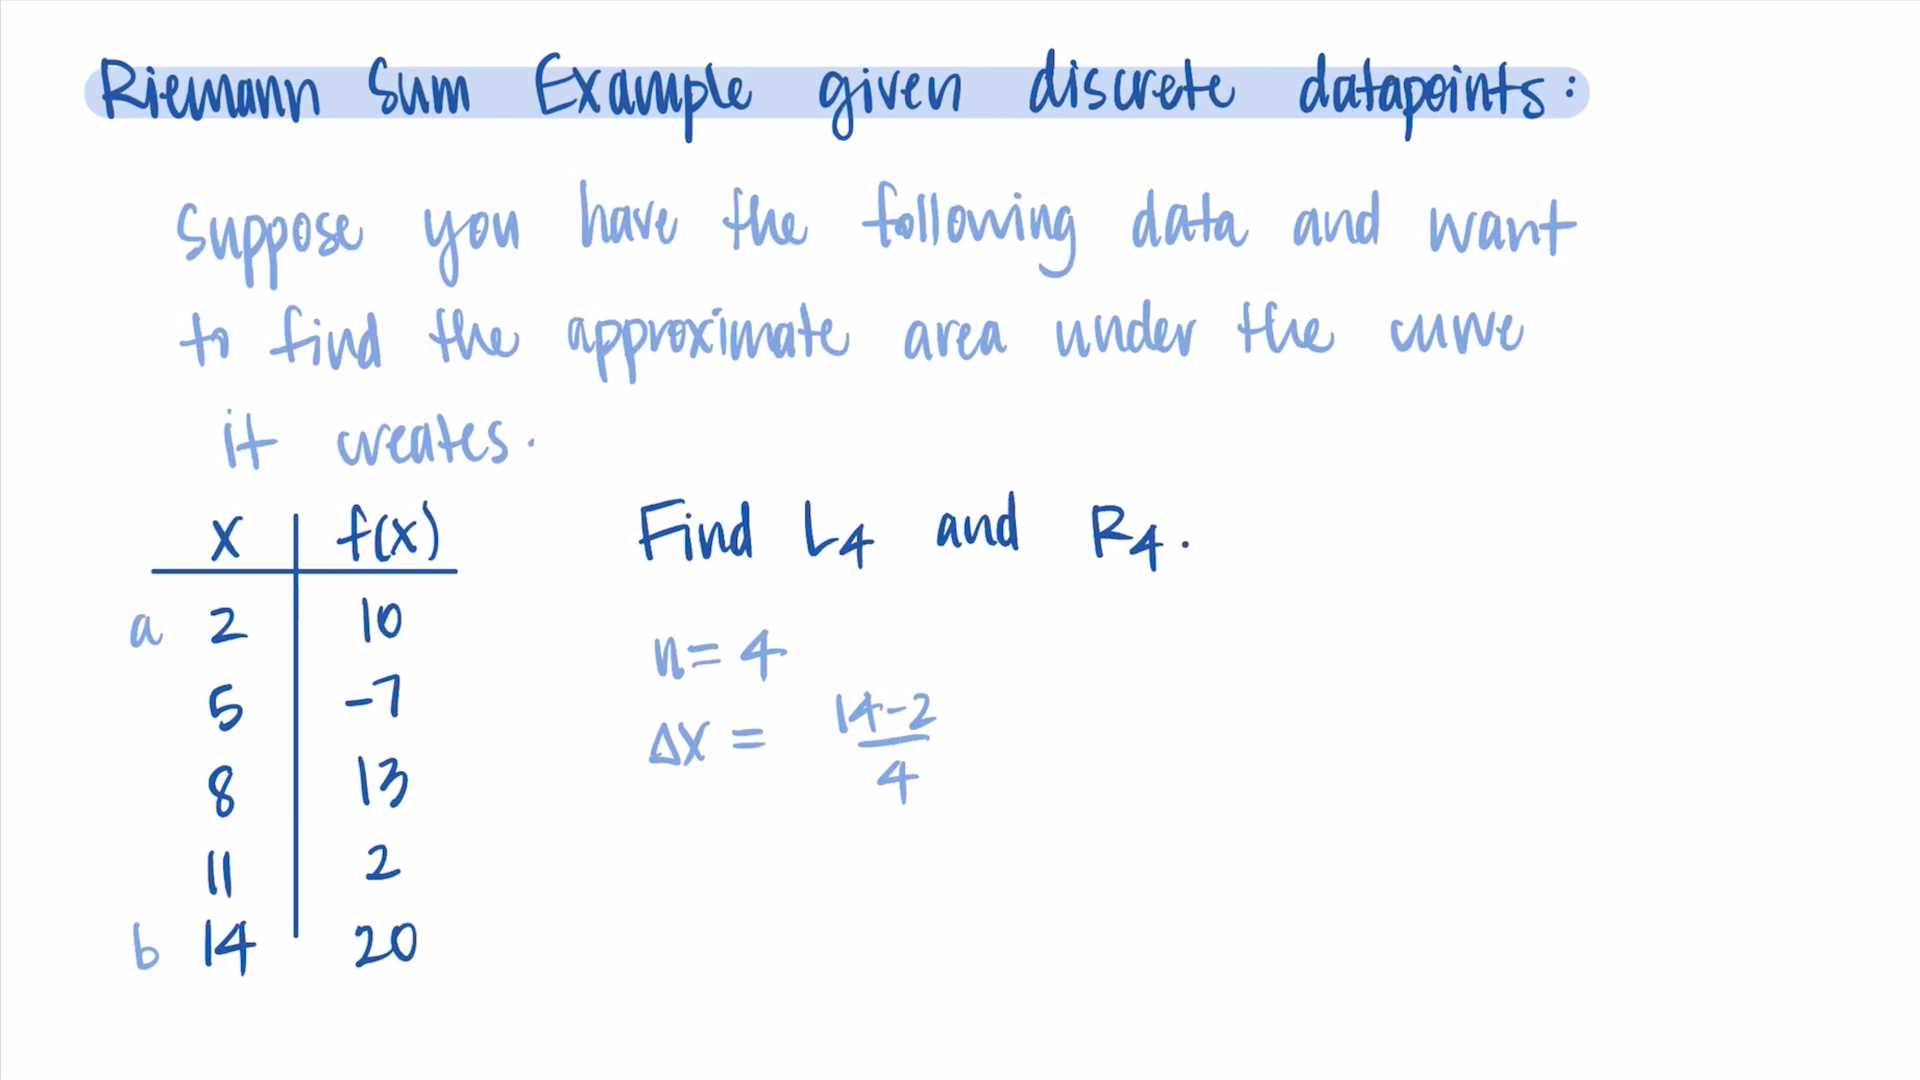 Riemann Sum Example given discrete datapoints:
Suppose you have the following data and want
to find the approximate area under the curve
it creates.
x f(x)
a 2 10
5 -7
8 13
11 2
b 14 20
Find L4 and R4.
n = 4
Δx = 14-2
4